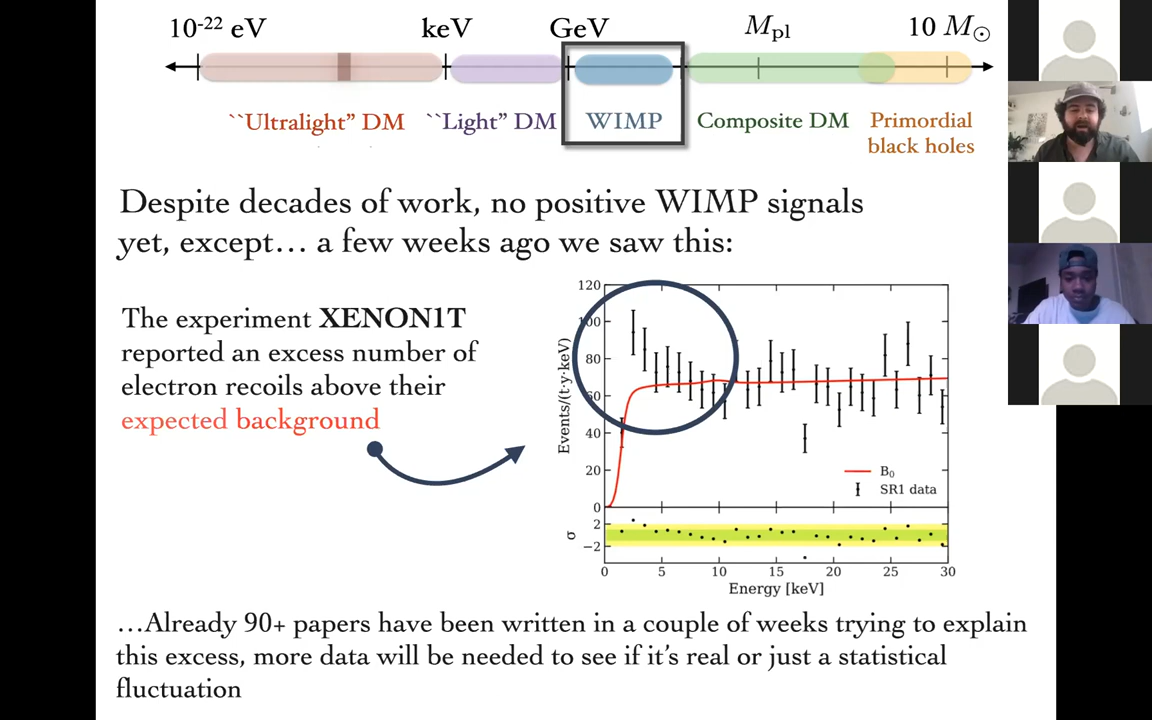 10-22 eV keV GeV Mpl 10 M⊙
``Ultralight” DM ``Light” DM WIMP Composite DM Primordial
black holes
Despite decades of work, no positive WIMP signals
yet, except… a few weeks ago we saw this:
The experiment XENON1T
reported an excess number of
electron recoils above their
expected background
120
100
80
60
40
20
0
Events/(t·y·keV)
B0
SR1 data
2
−2
σ
0 5 10 15 20 25 30
Energy [keV]
…Already 90+ papers have been written in a couple of weeks trying to explain
this excess, more data will be needed to see if it’s real or just a statistical
fluctuation